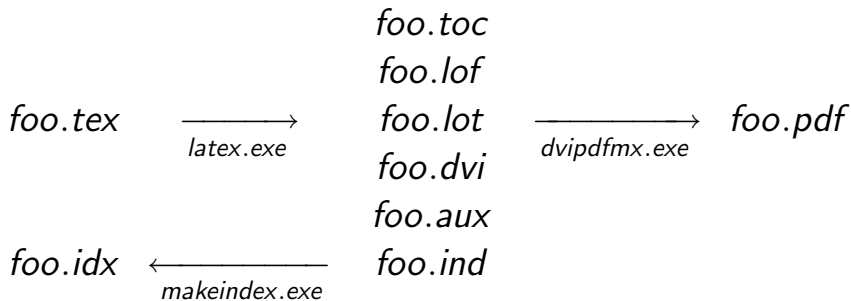 foo.toc
foo.lof
foo.tex latex.exe foo.lot dvipdfmx.exe foo.pdf
foo.dvi
foo.aux
foo.idx makeindex.exe foo.ind